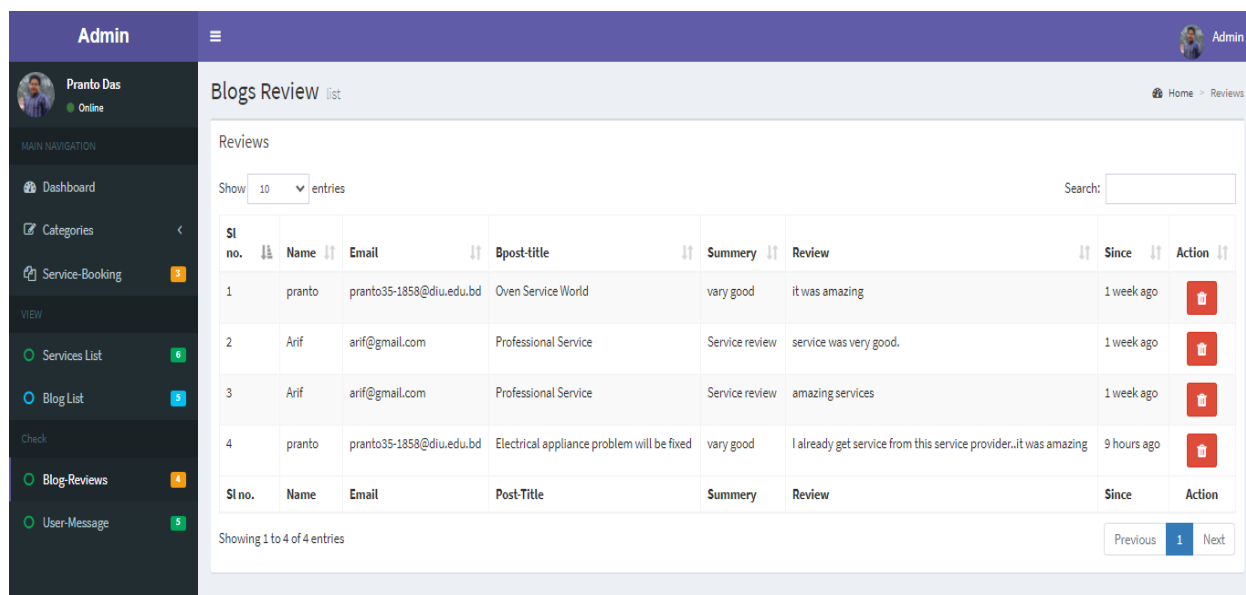 Admin
Admin
Pranto Das
Online
MAIN NAVIGATION
Dashboard
Categories
Service-Booking 3
VIEW
Services List 6
Blog List 5
Check
Blog-Reviews 4
User-Message 5
Blogs Review list
Home > Reviews
Reviews
Show 10 entries
Search:
Sl no. Name Email Bpost-title Summery Review Since Action
1 pranto pranto35-1858@diu.edu.bd Oven Service World vary good it was amazing 1 week ago
2 Arif arif@gmail.com Professional Service Service review service was very good. 1 week ago
3 Arif arif@gmail.com Professional Service Service review amazing services 1 week ago
4 pranto pranto35-1858@diu.edu.bd Electrical appliance problem will be fixed vary good I already get service from this service provider..it was amazing 9 hours ago
Sl no. Name Email Post-Title Summery Review Since Action
Showing 1 to 4 of 4 entries
Previous 1 Next